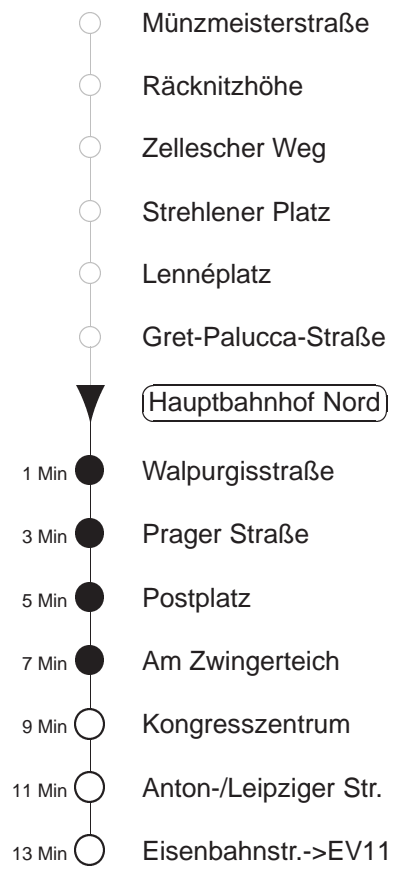 Münzmeisterstraße
Räcknitzhöhe
Zellescher Weg
Strehlener Platz
Lennéplatz
Gret-Palucca-Straße
Hauptbahnhof Nord
1 Min Walpurgisstraße
3 Min Prager Straße
5 Min Postplatz
7 Min Am Zwingerteich
9 Min Kongresszentrum
11 Min Anton-/Leipziger Str.
13 Min Eisenbahnstr.->EV11